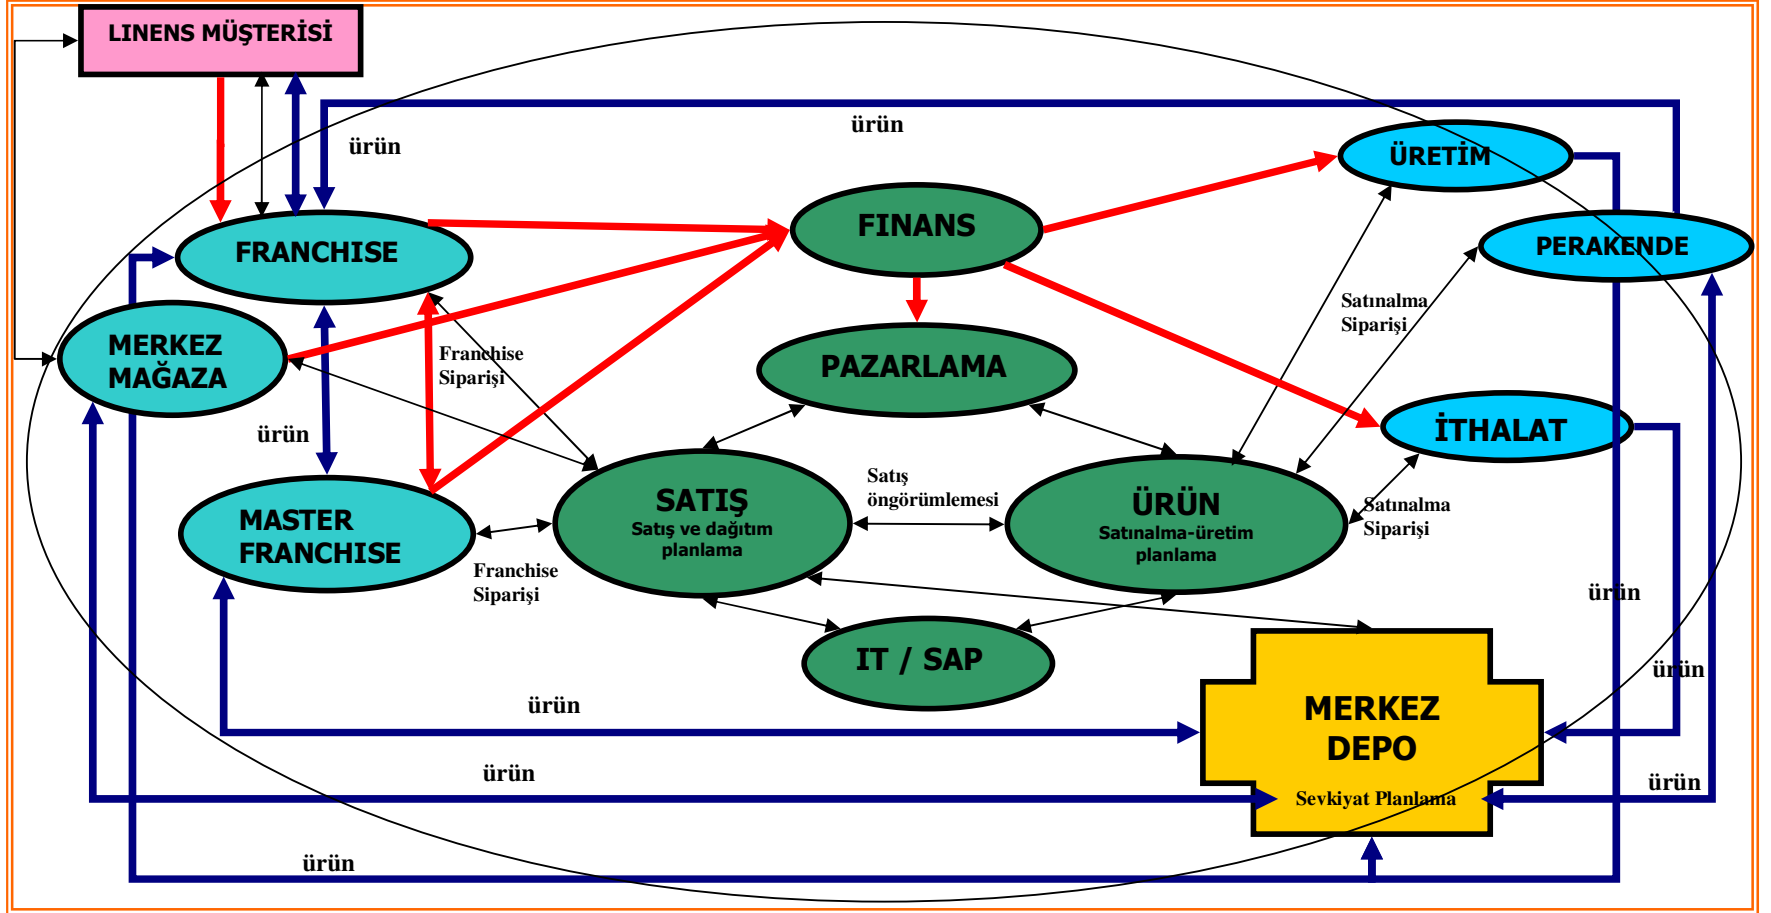 LINENS MÜŞTERİSİ
ürün
ürün
ÜRETİM
FINANS
FRANCHISE
PERAKENDE
Satınalma
Siparişi
MERKEZ
MAĞAZA
Franchise
Siparişi
PAZARLAMA
ürün
İTHALAT
Satış
öngörümlemesi
SATIŞ
Satış ve dağıtım
planlama
ÜRÜN
Satınalma-üretim
planlama
Satınalma
Siparişi
MASTER
FRANCHISE
Franchise
Siparişi
ürün
IT / SAP
ürün
ürün
MERKEZ
DEPO
ürün
ürün
Sevkiyat Planlama
ürün